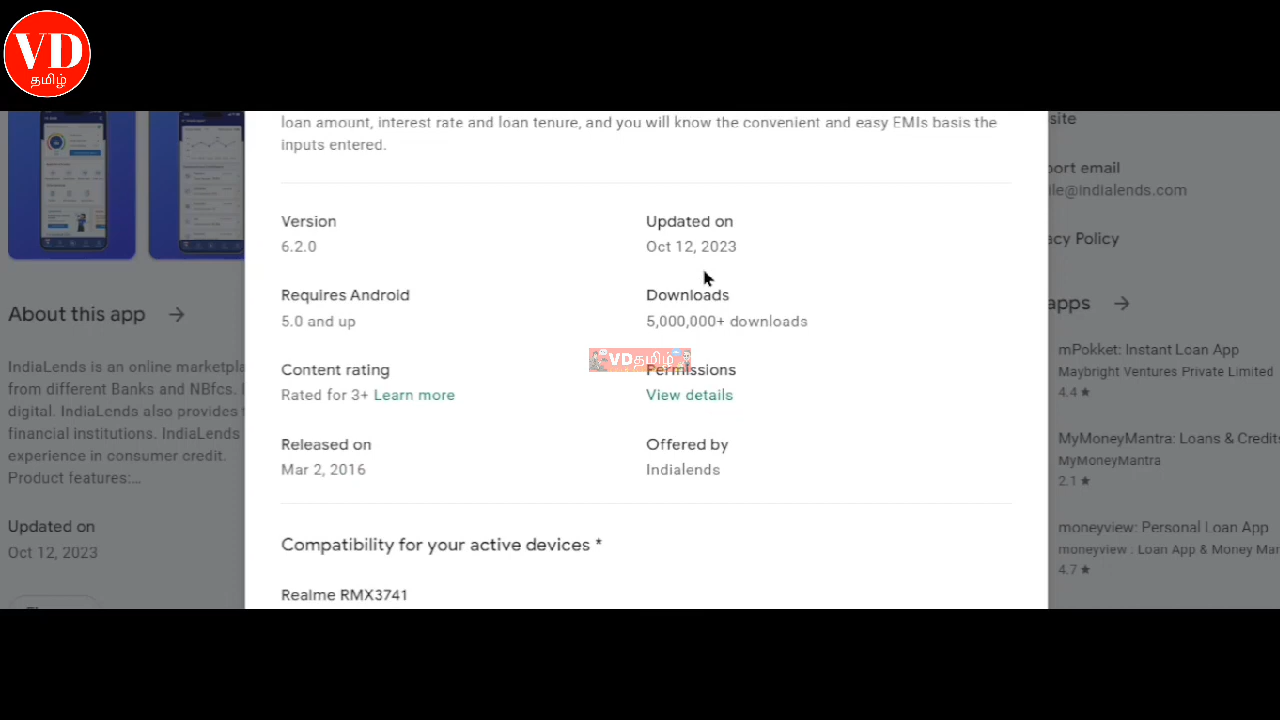 VD
தமிழ்
loan amount, interest rate and loan tenure, and you will know the convenient and easy EMIs basis the
inputs entered.
Version
6.2.0
Updated on
Oct 12, 2023
Requires Android
5.0 and up
Downloads
5,000,000+ downloads
Content rating
Rated for 3+ Learn more
VDதமிழ்
Permissions
View details
Released on
Mar 2, 2016
Offered by
Indialends
Compatibility for your active devices *
Realme RMX3741
About this app →
IndiaLends is an online marketpla
from different Banks and NBfcs.
digital. IndiaLends also provides
financial institutions. IndiaLends
experience in consumer credit.
Product features:...
Updated on
Oct 12, 2023
site
port email
ile@indialends.com
acy Policy
apps →
mPokket: Instant Loan App
Maybright Ventures Private Limited
4.4 ★
MyMoneyMantra: Loans & Credits
MyMoneyMantra
2.1 ★
moneyview: Personal Loan App
moneyview . Loan App & Money Mar
4.7 ★